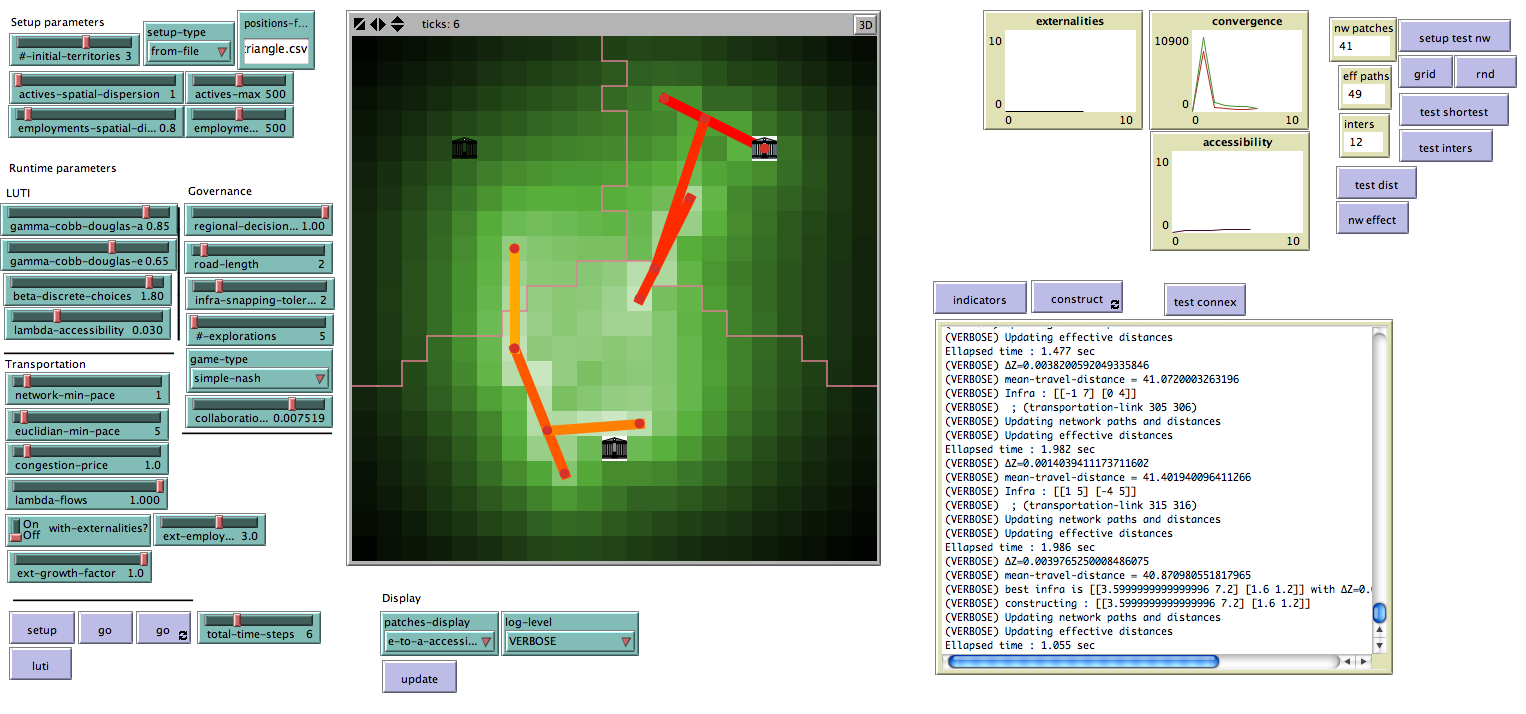 Setup parameters
#-initial-territories 3
setup-type
from-file
positions-f...
riangle.csv
actives-spatial-dispersion 1
actives-max 500
employments-spatial-di... 0.8
employme... 500
Runtime parameters
LUTI
gamma-cobb-douglas-a 0.85
gamma-cobb-douglas-e 0.65
beta-discrete-choices 1.80
lambda-accessibility 0.030
Governance
regional-decision... 1.00
road-length 2
infra-snapping-toler... 2
#-explorations 5
game-type
simple-nash
collaboratio... 0.007519
Transportation
network-min-pace 1
euclidian-min-pace 5
congestion-price 1.0
lambda-flows 1.000
On
Off
with-externalities?
ext-employ... 3.0
ext-growth-factor 1.0
setup
go
go
total-time-steps 6
luti
ticks: 6
3D
Display
patches-display
e-to-a-accessi...
log-level
VERBOSE
update
externalities
10
0
0
10
convergence
10900
0
0
10
accessibility
10
0
0
10
nw patches
41
eff paths
49
inters
12
setup test nw
grid
rnd
test shortest
test inters
test dist
nw effect
indicators
construct
test connex
(VERBOSE) Updating effective distances
Ellapsed time : 1.477 sec
(VERBOSE) ΔZ=0.0038200592049335846
(VERBOSE) mean-travel-distance = 41.0720003263196
(VERBOSE) Infra : [[-1 7] [0 4]]
(VERBOSE) ; (transportation-link 305 306)
(VERBOSE) Updating network paths and distances
(VERBOSE) Updating effective distances
Ellapsed time : 1.982 sec
(VERBOSE) ΔZ=0.0014039411173711602
(VERBOSE) mean-travel-distance = 41.401940096411266
(VERBOSE) Infra : [[1 5] [-4 5]]
(VERBOSE) ; (transportation-link 315 316)
(VERBOSE) Updating network paths and distances
(VERBOSE) Updating effective distances
Ellapsed time : 1.986 sec
(VERBOSE) ΔZ=0.0039765250008486075
(VERBOSE) mean-travel-distance = 40.870980551817965
(VERBOSE) best infra is [[3.5999999999999996 7.2] [1.6 1.2]] with ΔZ=0.
(VERBOSE) constructing : [[3.5999999999999996 7.2] [1.6 1.2]]
(VERBOSE) Updating network paths and distances
(VERBOSE) Updating effective distances
Ellapsed time : 1.055 sec